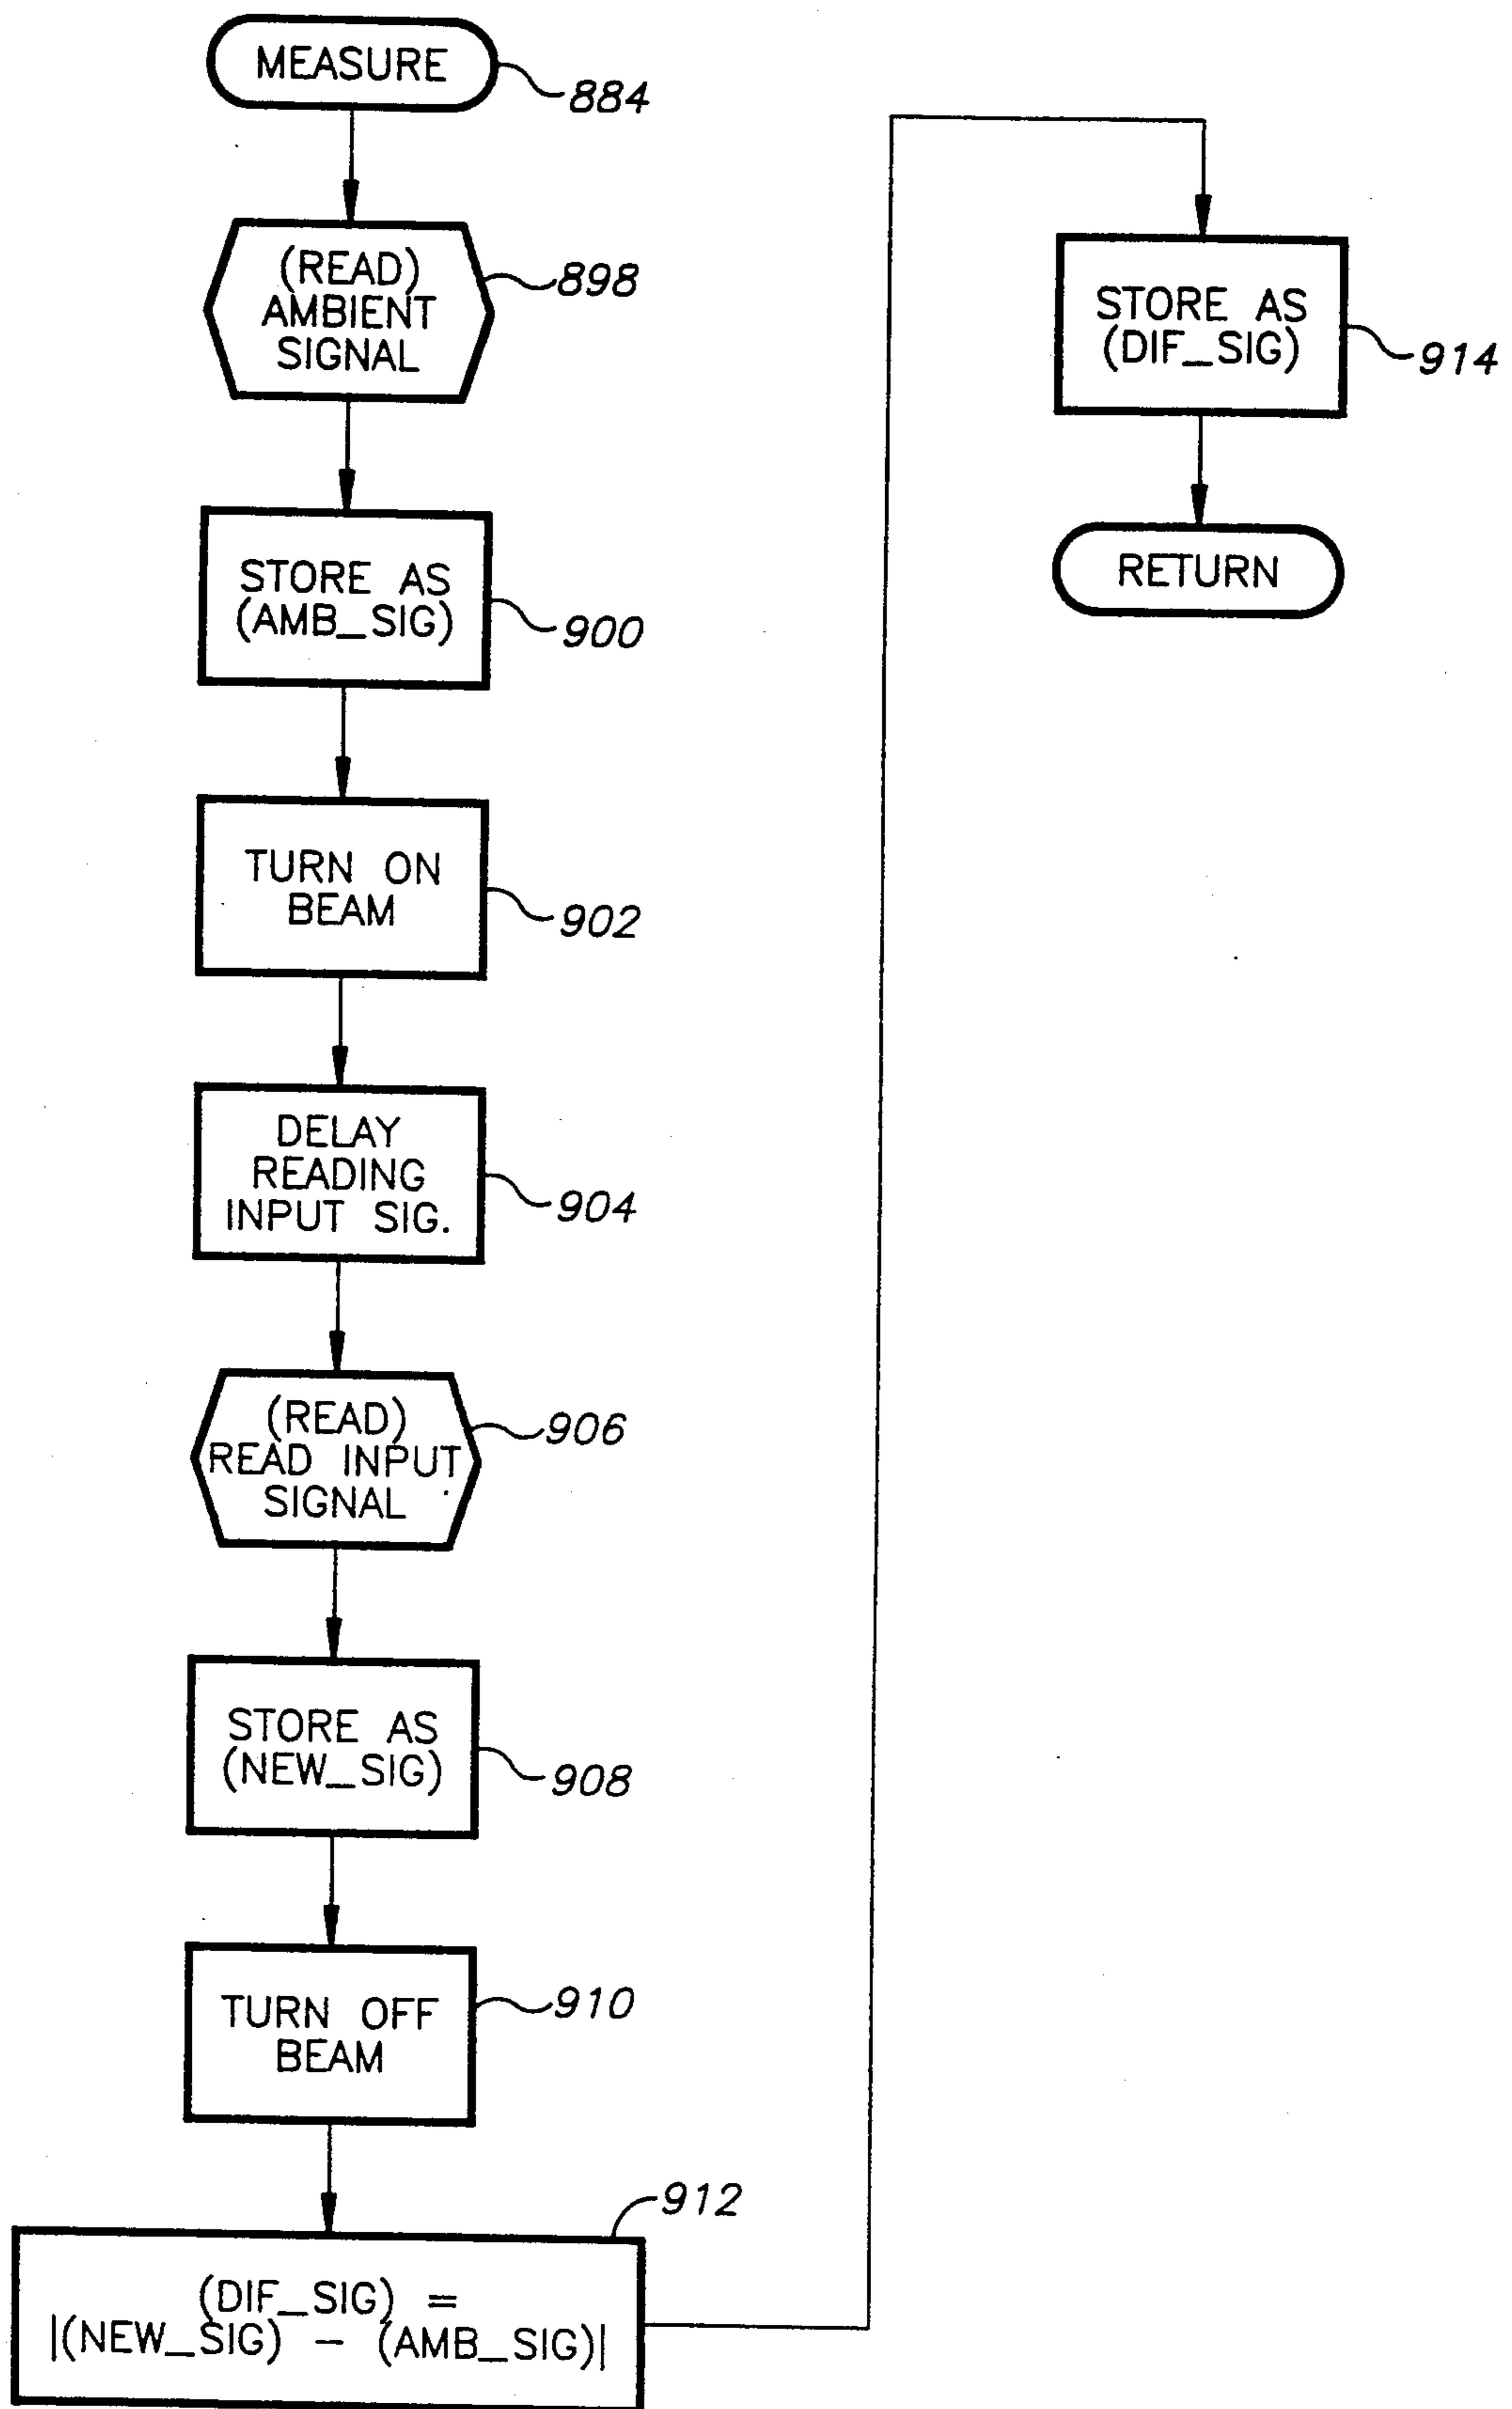 MEASURE
884
(READ)
AMBIENT
SIGNAL
898
STORE AS
(AMB_SIG)
900
TURN ON
BEAM
902
DELAY
READING
INPUT SIG.
904
(READ)
READ INPUT
SIGNAL
906
STORE AS
(NEW_SIG)
908
TURN OFF
BEAM
910
912
(DIF_SIG) =
|(NEW_SIG) - (AMB_SIG)|
STORE AS
(DIF_SIG)
914
RETURN